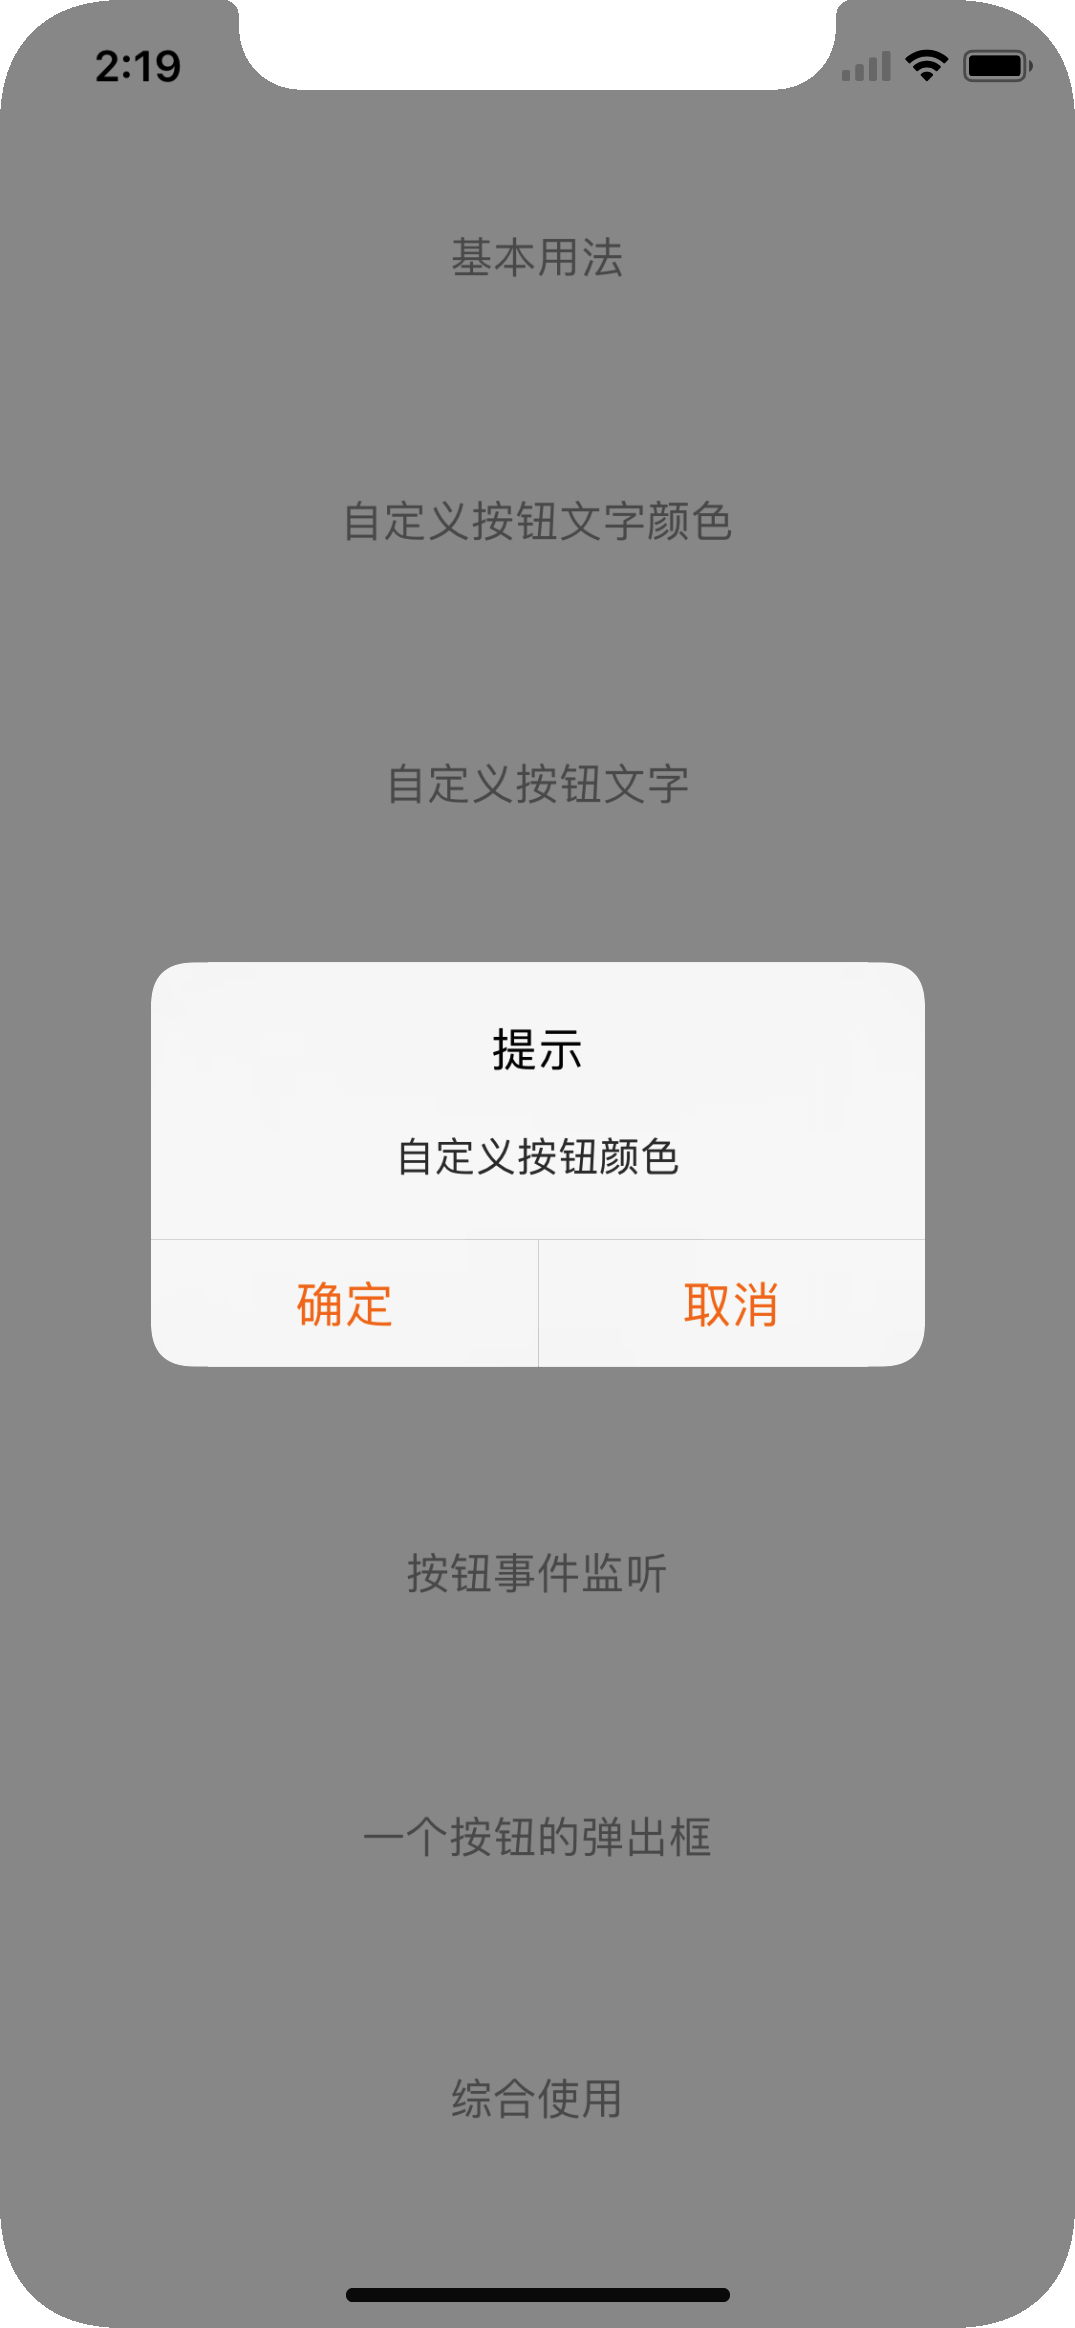 2:19
基本用法
自定义按钮文字颜色
自定义按钮文字
提示
自定义按钮颜色
确定 取消
按钮事件监听
一个按钮的弹出框
综合使用